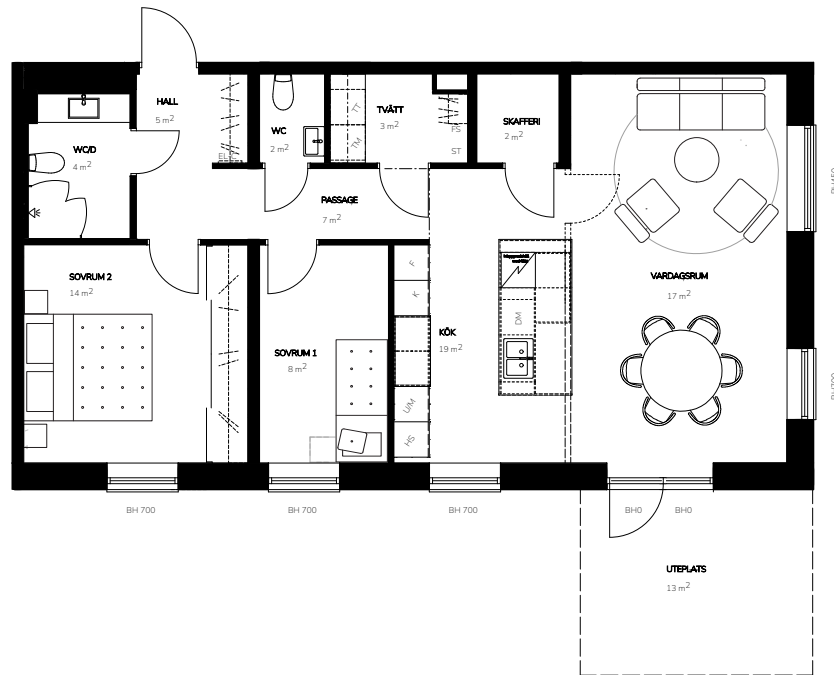 HALL
5 m²
WC/D
4 m²
EL
WC
2 m²
TT
TM
TVÄTT
3 m²
FS
ST
SKAFFERI
2 m²
PASSAGE
7 m²
SOVRUM 2
14 m²
SOVRUM 1
8 m²
F
K
U/M
HS
KÖK
19 m²
DM
VARDAGSRUM
17 m²
BH 700
BH 700
BH 700
BH0
BH0
UTEPLATS
13 m²